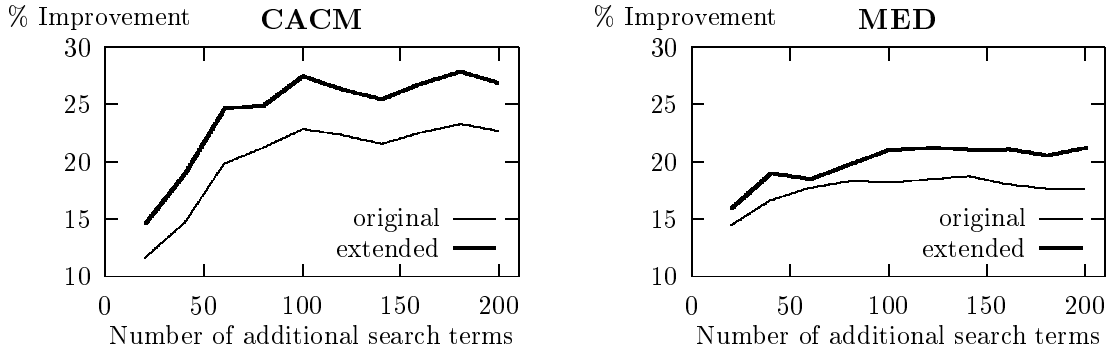 % Improvement CACM
30
25
20
15
10
original
extended
0 50 100 150 200
Number of additional search terms
% Improvement MED
30
25
20
15
10
original
extended
0 50 100 150 200
Number of additional search terms